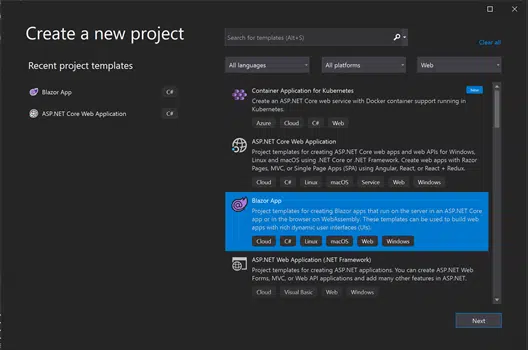 Create a new project
Search for templates (Alt+S)
Clear all
Recent project templates
All languages
All platforms
Web
Blazor App
C#
ASP.NET Core Web Application
C#
Container Application for Kubernetes
New
Create an ASP.NET Core web service with Docker container support running in
Kubernetes.
Azure Cloud C# Web
ASP.NET Core Web Application
Project templates for creating ASP.NET Core web apps and web APIs for Windows,
Linux and macOS using .NET Core or .NET Framework. Create web apps with Razor
Pages, MVC, or Single Page Apps (SPA) using Angular, React, or React + Redux.
Cloud C# Linux macOS Service Web Windows
Blazor App
Project templates for creating Blazor apps that run on the server in an ASP.NET Core
app or in the browser on WebAssembly. These templates can be used to build web
apps with rich dynamic user interfaces (UIs).
Cloud C# Linux macOS Web Windows
ASP.NET Web Application (.NET Framework)
Project templates for creating ASP.NET applications. You can create ASP.NET Web
Forms, MVC, or Web API applications and add many other features in ASP.NET.
Cloud Visual Basic Web Windows
Next